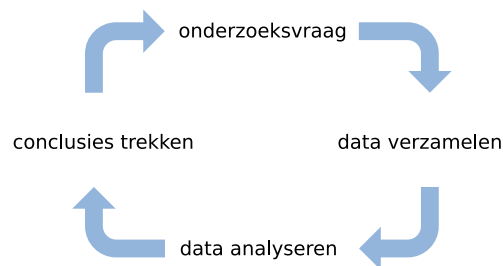 onderzoeksvraag
conclusies trekken
data verzamelen
data analyseren